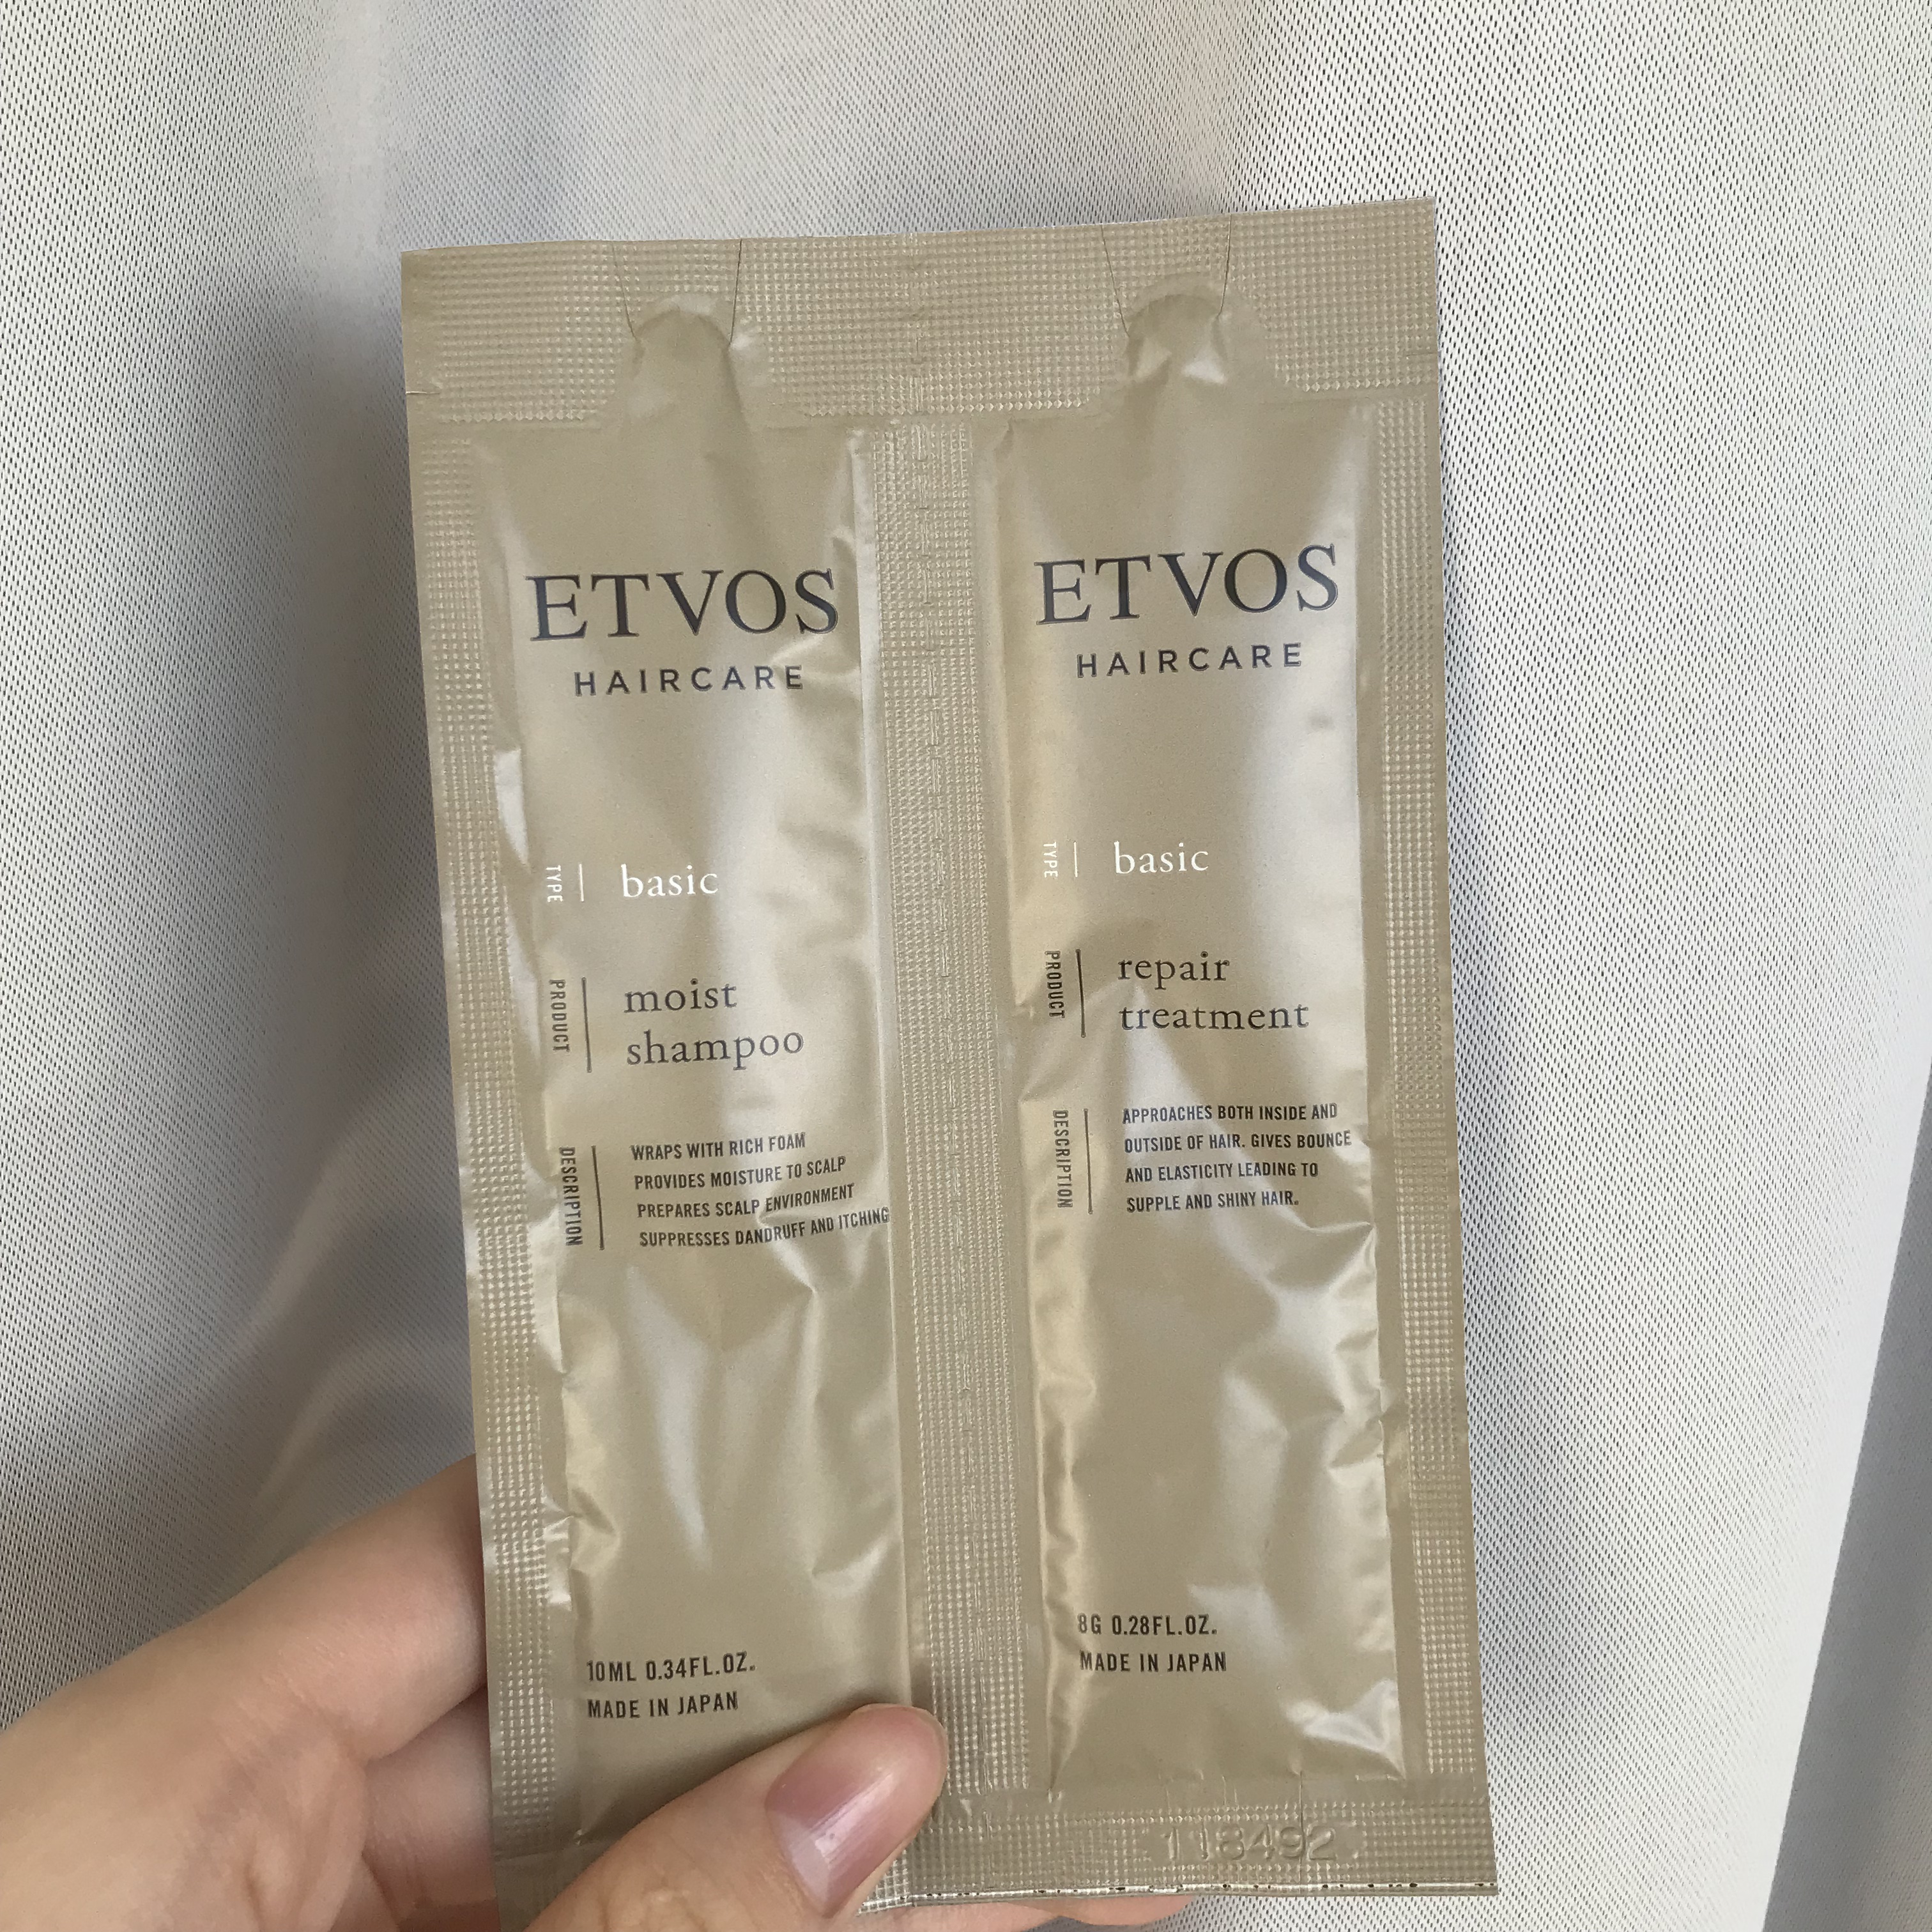 ETVOS
HAIRCARE
TYPE
basic
PRODUCT
moist
shampoo
DESCRIPTION
WRAPS WITH RICH FOAM
PROVIDES MOISTURE TO SCALP
PREPARES SCALP ENVIRONMENT
SUPPRESSES DANDRUFF AND ITCHING
10ML 0.34FL.OZ.
MADE IN JAPAN
ETVOS
HAIRCARE
TYPE
basic
PRODUCT
repair
treatment
DESCRIPTION
APPROACHES BOTH INSIDE AND
OUTSIDE OF HAIR. GIVES BOUNCE
AND ELASTICITY LEADING TO
SUPPLE AND SHINY HAIR.
8G 0.28FL.OZ.
MADE IN JAPAN
118492